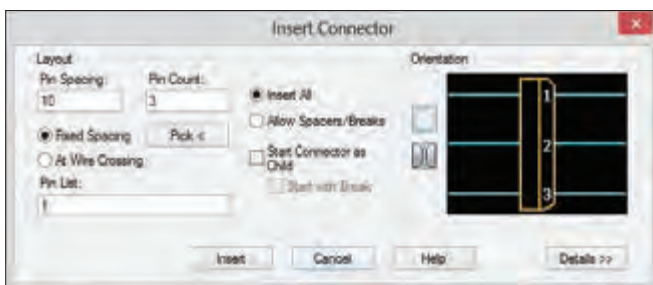 Insert Connector
Layout
Pin Spacing:
Pin Count:
10
3
Fixed Spacing
Pick <
At Wire Crossing
Pin List:
1
Insert All
Allow Spacers/Breaks
Start Connector as
Child
Start with Break
Orientation
1
2
3
Insert
Cancel
Help
Details >>